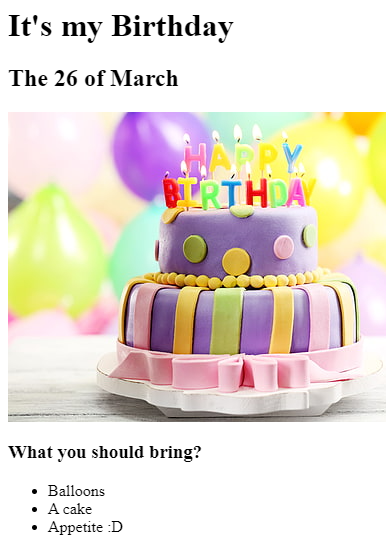 It's my Birthday
The 26 of March
HAPPY
BIRTHDAY
What you should bring?
Balloons
A cake
Appetite :D